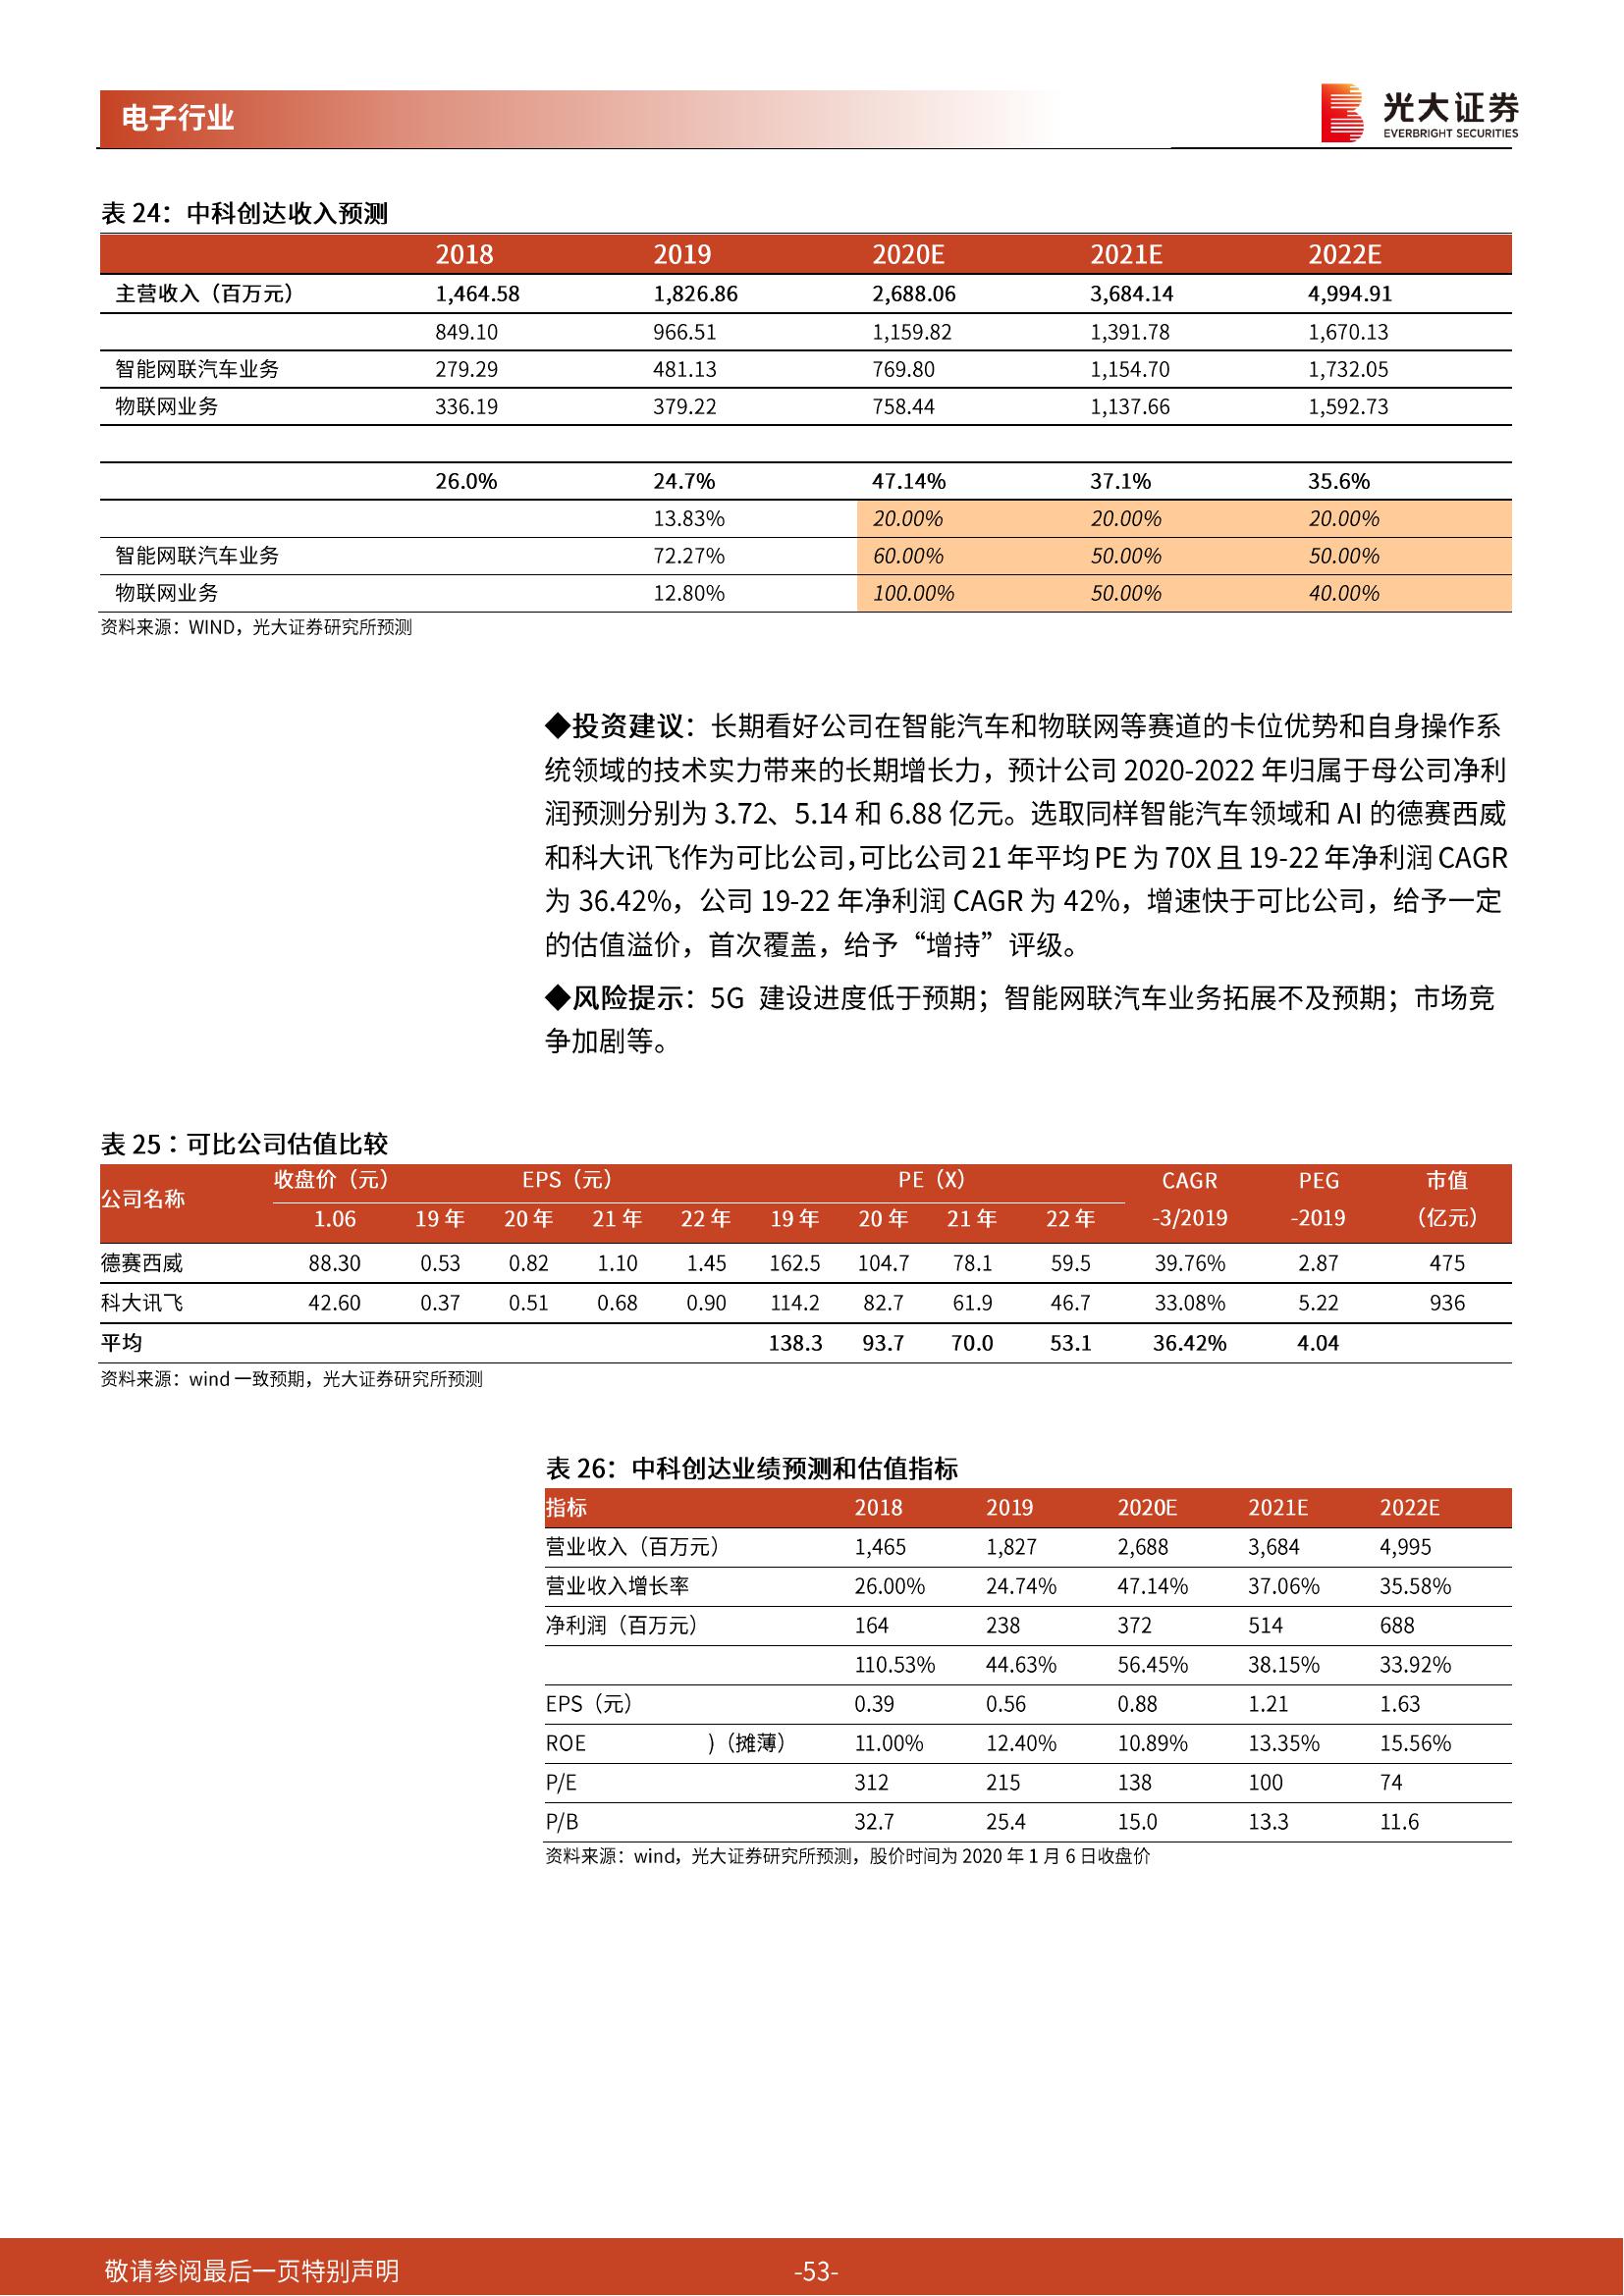 电子行业
光大证券
EVERBRIGHT SECURITIES
表 24：中科创达收入预测
2018 2019 2020E 2021E 2022E
主营收入（百万元） 1,464.58 1,826.86 2,688.06 3,684.14 4,994.91
849.10 966.51 1,159.82 1,391.78 1,670.13
智能网联汽车业务 279.29 481.13 769.80 1,154.70 1,732.05
物联网业务 336.19 379.22 758.44 1,137.66 1,592.73
26.0% 24.7% 47.14% 37.1% 35.6%
13.83% 20.00% 20.00% 20.00%
智能网联汽车业务 72.27% 60.00% 50.00% 50.00%
物联网业务 12.80% 100.00% 50.00% 40.00%
资料来源：WIND，光大证券研究所预测
◆投资建议：长期看好公司在智能汽车和物联网等赛道的卡位优势和自身操作系
统领域的技术实力带来的长期增长力，预计公司 2020-2022 年归属于母公司净利
润预测分别为 3.72、5.14 和 6.88 亿元。选取同样智能汽车领域和 AI 的德赛西威
和科大讯飞作为可比公司，可比公司 21 年平均 PE 为 70X 且 19-22 年净利润 CAGR
为 36.42%，公司 19-22 年净利润 CAGR 为 42%，增速快于可比公司，给予一定
的估值溢价，首次覆盖，给予“增持”评级。
◆风险提示：5G 建设进度低于预期；智能网联汽车业务拓展不及预期；市场竞
争加剧等。
表 25：可比公司估值比较
公司名称 收盘价（元） EPS（元） PE（X） CAGR PEG 市值
1.06 19 年 20 年 21 年 22 年 19 年 20 年 21 年 22 年 -3/2019 -2019 （亿元）
德赛西威 88.30 0.53 0.82 1.10 1.45 162.5 104.7 78.1 59.5 39.76% 2.87 475
科大讯飞 42.60 0.37 0.51 0.68 0.90 114.2 82.7 61.9 46.7 33.08% 5.22 936
平均 138.3 93.7 70.0 53.1 36.42% 4.04
资料来源：wind 一致预期，光大证券研究所预测
表 26：中科创达业绩预测和估值指标
指标 2018 2019 2020E 2021E 2022E
营业收入（百万元） 1,465 1,827 2,688 3,684 4,995
营业收入增长率 26.00% 24.74% 47.14% 37.06% 35.58%
净利润（百万元） 164 238 372 514 688
110.53% 44.63% 56.45% 38.15% 33.92%
EPS（元） 0.39 0.56 0.88 1.21 1.63
ROE )（摊薄） 11.00% 12.40% 10.89% 13.35% 15.56%
P/E 312 215 138 100 74
P/B 32.7 25.4 15.0 13.3 11.6
资料来源：wind，光大证券研究所预测，股价时间为 2020 年 1 月 6 日收盘价
敬请参阅最后一页特别声明
-53-